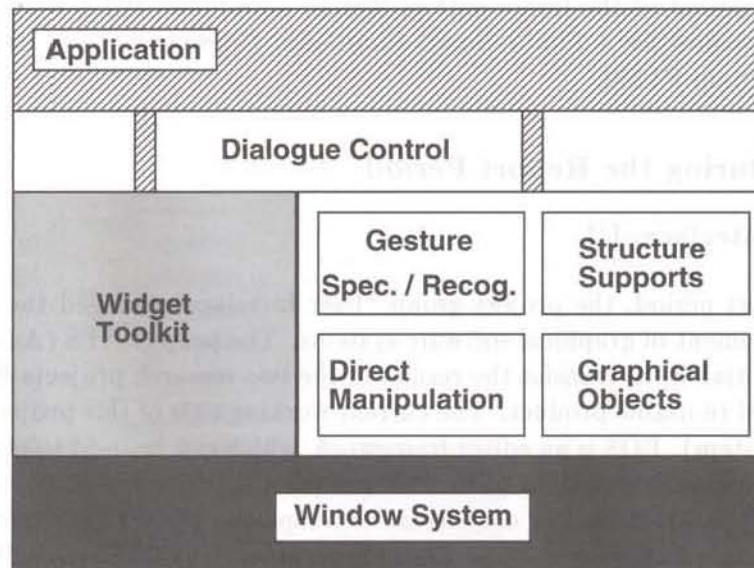 Application
Dialogue Control
Widget
Toolkit
Gesture
Spec. / Recog.
Structure
Supports
Direct
Manipulation
Graphical
Objects
Window System